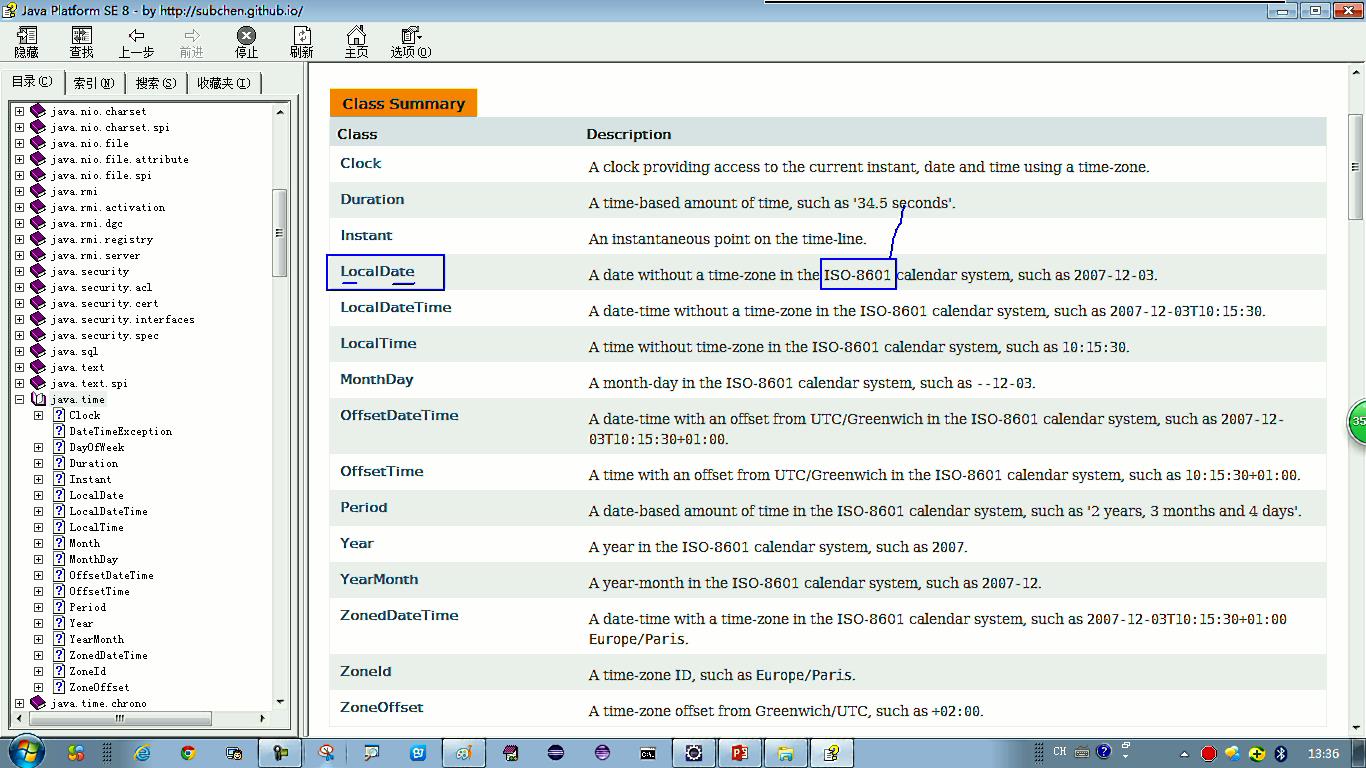 Java Platform SE 8 - by http://subchen.github.io/
隐藏 查找 上一步 前进 停止 刷新 主页 选项(O)
目录(C) 索引(N) 搜索(S) 收藏夹(I)
java.nio.charset
java.nio.charset.spi
java.nio.file
java.nio.file.attribute
java.nio.file.spi
java.rmi
java.rmi.activation
java.rmi.dgc
java.rmi.registry
java.rmi.server
java.security
java.security.acl
java.security.cert
java.security.interfaces
java.security.spec
java.sql
java.text
java.text.spi
java.time
Clock
DateTimeException
DayOfWeek
Duration
Instant
LocalDate
LocalDateTime
LocalTime
Month
MonthDay
OffsetDateTime
OffsetTime
Period
Year
YearMonth
ZonedDateTime
ZoneId
ZoneOffset
java.time.chrono
Class Summary
Class Description
Clock A clock providing access to the current instant, date and time using a time-zone.
Duration A time-based amount of time, such as '34.5 seconds'.
Instant An instantaneous point on the time-line.
LocalDate A date without a time-zone in the ISO-8601 calendar system, such as 2007-12-03.
LocalDateTime A date-time without a time-zone in the ISO-8601 calendar system, such as 2007-12-03T10:15:30.
LocalTime A time without time-zone in the ISO-8601 calendar system, such as 10:15:30.
MonthDay A month-day in the ISO-8601 calendar system, such as --12-03.
OffsetDateTime A date-time with an offset from UTC/Greenwich in the ISO-8601 calendar system, such as 2007-12-
03T10:15:30+01:00.
OffsetTime A time with an offset from UTC/Greenwich in the ISO-8601 calendar system, such as 10:15:30+01:00.
Period A date-based amount of time in the ISO-8601 calendar system, such as '2 years, 3 months and 4 days'.
Year A year in the ISO-8601 calendar system, such as 2007.
YearMonth A year-month in the ISO-8601 calendar system, such as 2007-12.
ZonedDateTime A date-time with a time-zone in the ISO-8601 calendar system, such as 2007-12-03T10:15:30+01:00
Europe/Paris.
ZoneId A time-zone ID, such as Europe/Paris.
ZoneOffset A time-zone offset from Greenwich/UTC, such as +02:00.
35
CH 13:36